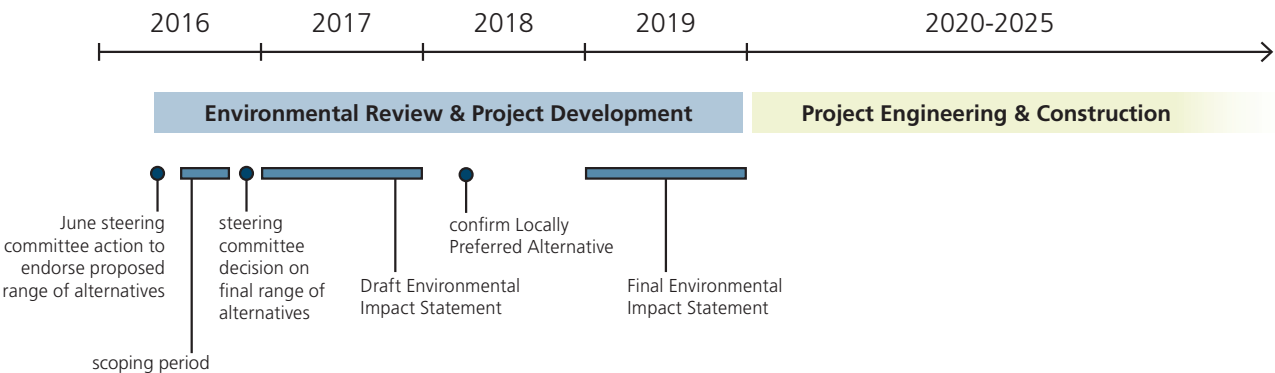 2016
2017
2018
2019
2020-2025
Environmental Review & Project Development
Project Engineering & Construction
June steering
committee action to
endorse proposed
range of alternatives
scoping period
steering
committee
decision on
final range of
alternatives
Draft Environmental
Impact Statement
confirm Locally
Preferred Alternative
Final Environmental
Impact Statement